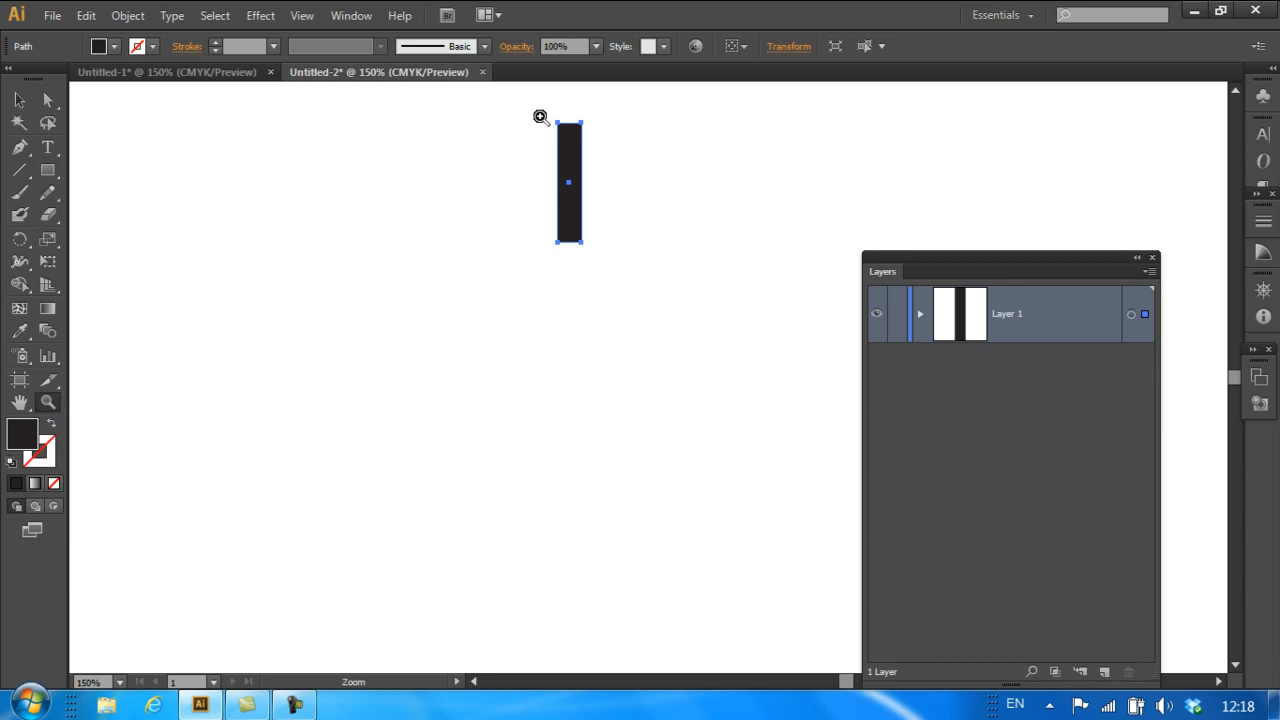 Ai File Edit Object Type Select Effect View Window Help Br Essentials
Path Stroke: Basic Opacity: 100% Style: Transform
Untitled-1* @ 150% (CMYK/Preview) Untitled-2* @ 150% (CMYK/Preview)
Layers
Layer 1
1 Layer
150% 1 Zoom
Ai EN 12:18